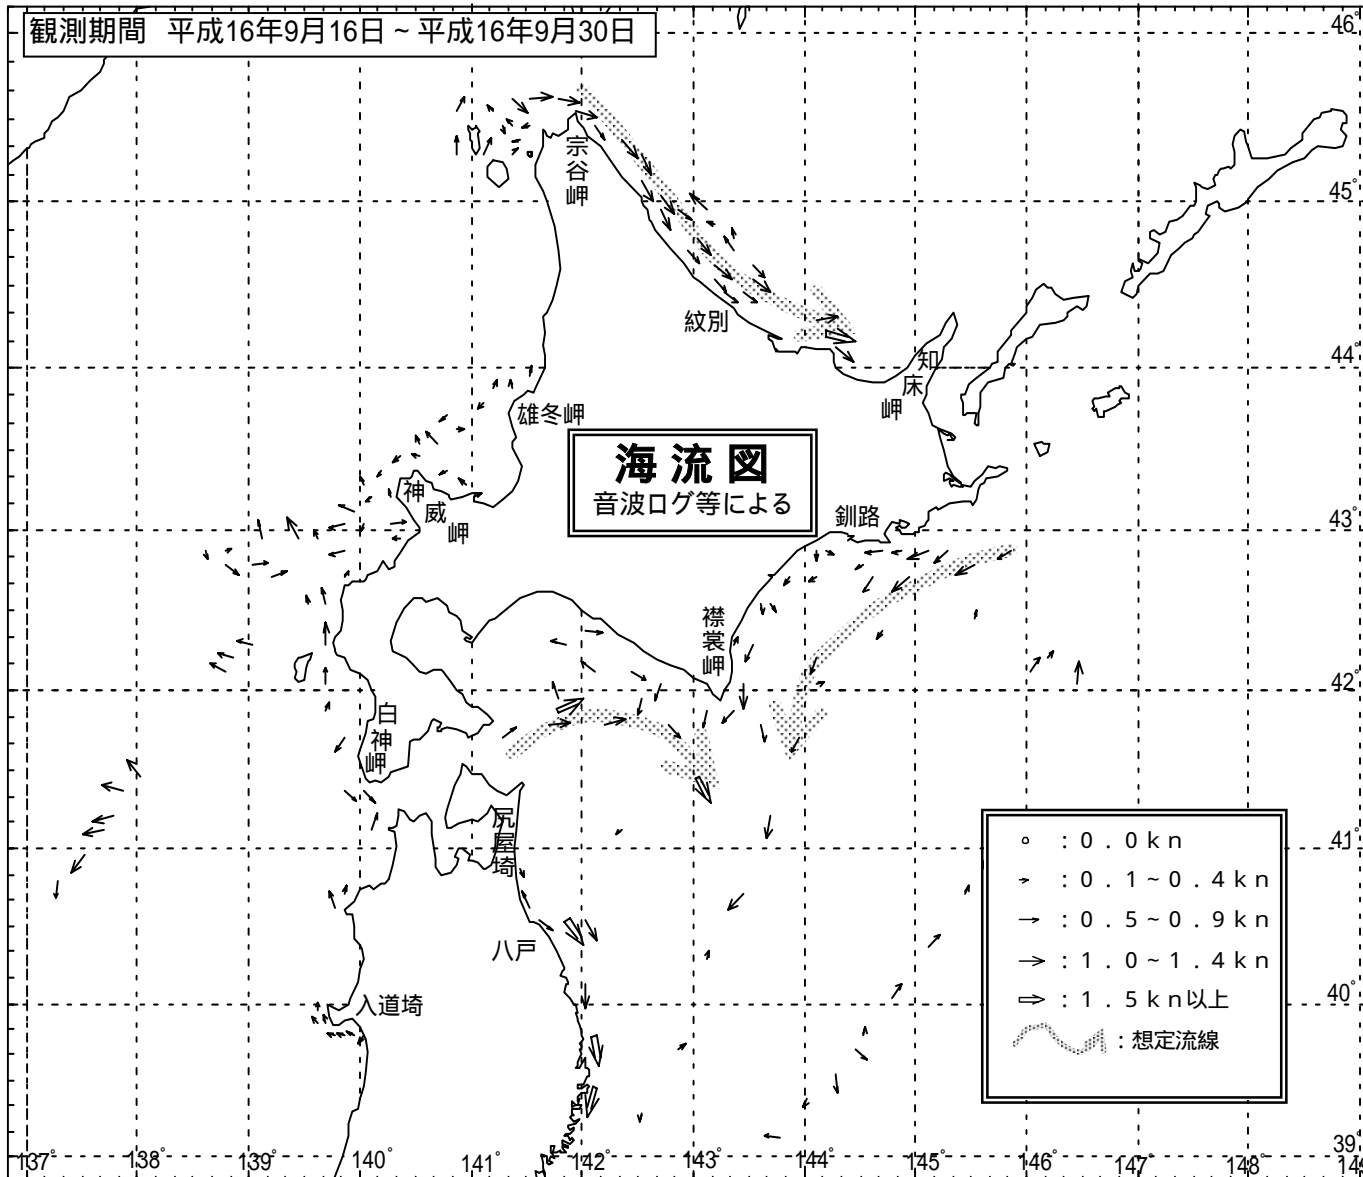 観測期間 平成16年9月16日～平成16年9月30日
46°
45°
44°
43°
42°
41°
40°
39°
宗谷岬
紋別
知床岬
雄冬岬
海流図
音波ログ等による
神威岬
釧路
襟裳岬
白神岬
尻屋埼
八戸
入道埼
：0．0kn
：0．1～0．4kn
：0．5～0．9kn
：1．0～1．4kn
：1．5kn以上
：想定流線
137° 138° 139° 140° 141° 142° 143° 144° 145° 146° 147° 148° 14